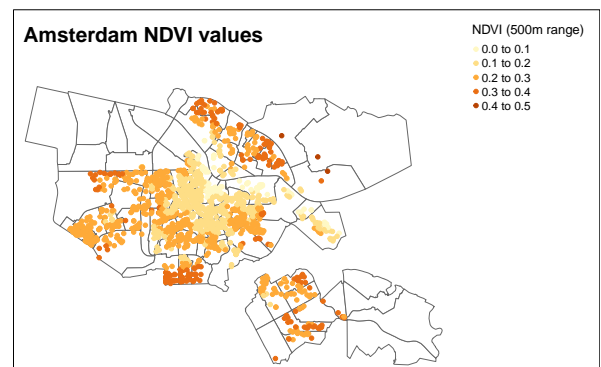 Amsterdam NDVI values
NDVI (500m range)
0.0 to 0.1
0.1 to 0.2
0.2 to 0.3
0.3 to 0.4
0.4 to 0.5